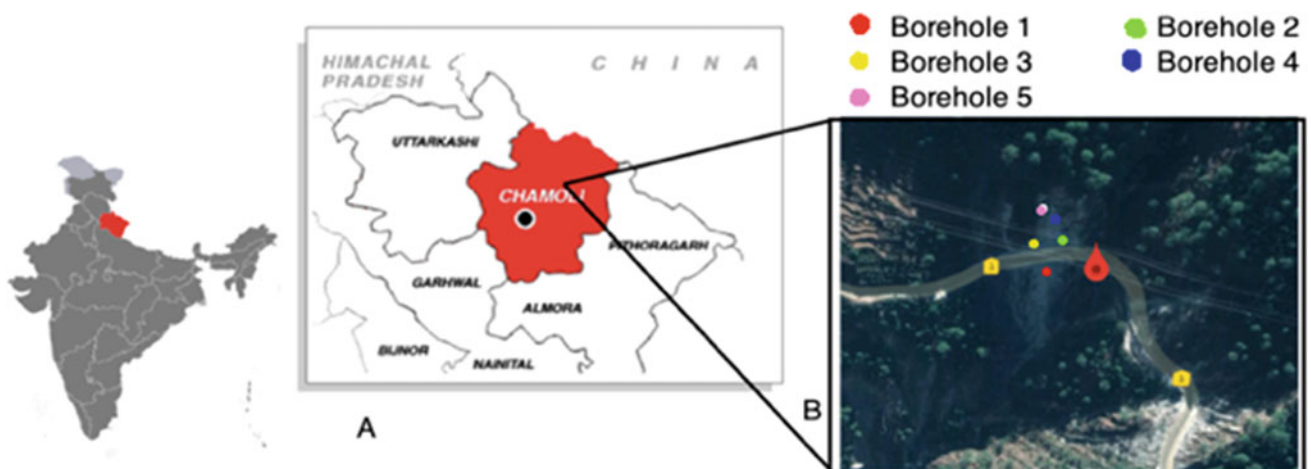 HIMACHAL
PRADESH
C H I N A
UTTARKASHI
CHAMOLI
PITHORAGARH
GARHWAL
ALMORA
BIJNOR
NAINITAL
A
Borehole 1
Borehole 2
Borehole 3
Borehole 4
Borehole 5
B